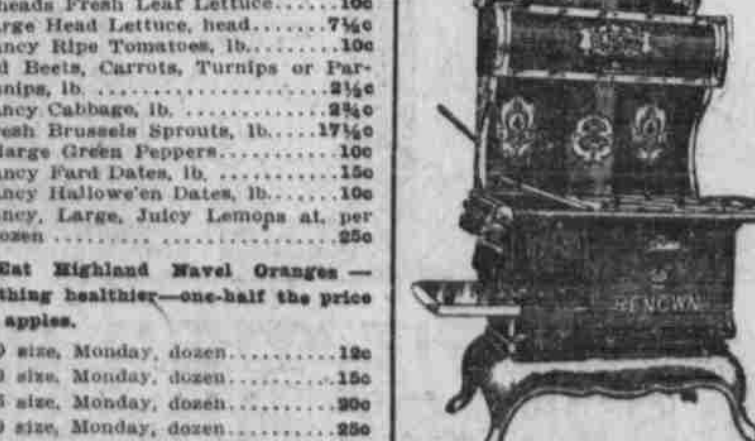 heads Fresh Leaf Lettuce......10c
arge Head Lettuce, head.......7½c
ancy Ripe Tomatoes, lb........10c
d Beets, Carrots, Turnips or Par-
snips, lb. ....................2½c
ancy Cabbage, lb. .............2¾c
resh Brussels Sprouts, lb.....17½c
large Green Peppers...........10c
ancy Fard Dates, lb. ..........15c
ancy Hallowe'en Dates, lb......10c
ancy, Large, Juicy Lemons at, per
ozen ..........................25c
Eat Highland Navel Oranges —
thing healthier—one-half the price
apples.
size, Monday, dozen..........12c
size, Monday, dozen..........15c
size, Monday, dozen..........20c
size, Monday, dozen..........25c
RENOWN